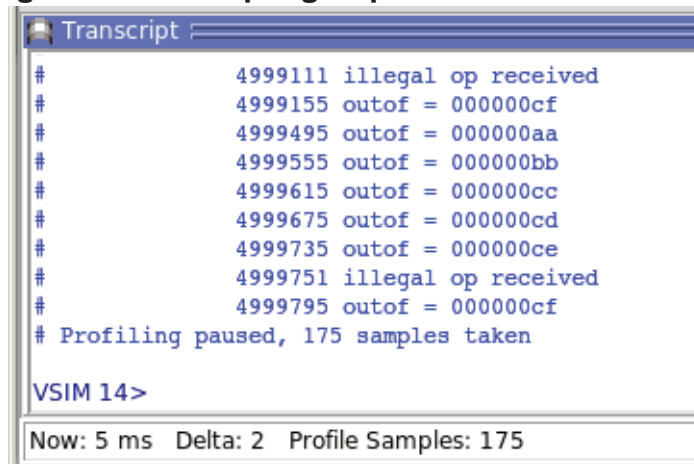 Transcript
# 4999111 illegal op received
# 4999155 outof = 000000cf
# 4999495 outof = 000000aa
# 4999555 outof = 000000bb
# 4999615 outof = 000000cc
# 4999675 outof = 000000cd
# 4999735 outof = 000000ce
# 4999751 illegal op received
# 4999795 outof = 000000cf
# Profiling paused, 175 samples taken
VSIM 14>
Now: 5 ms Delta: 2 Profile Samples: 175